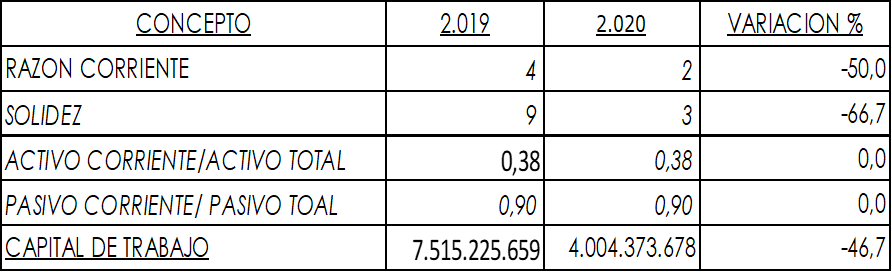 CONCEPTO 2.019 2.020 VARIACION %
RAZON CORRIENTE 4 2 -50,0
SOLIDEZ 9 3 -66,7
ACTIVO CORRIENTE/ACTIVO TOTAL 0,38 0,38 0,0
PASIVO CORRIENTE/ PASIVO TOAL 0,90 0,90 0,0
CAPITAL DE TRABAJO 7.515.225.659 4.004.373.678 -46,7